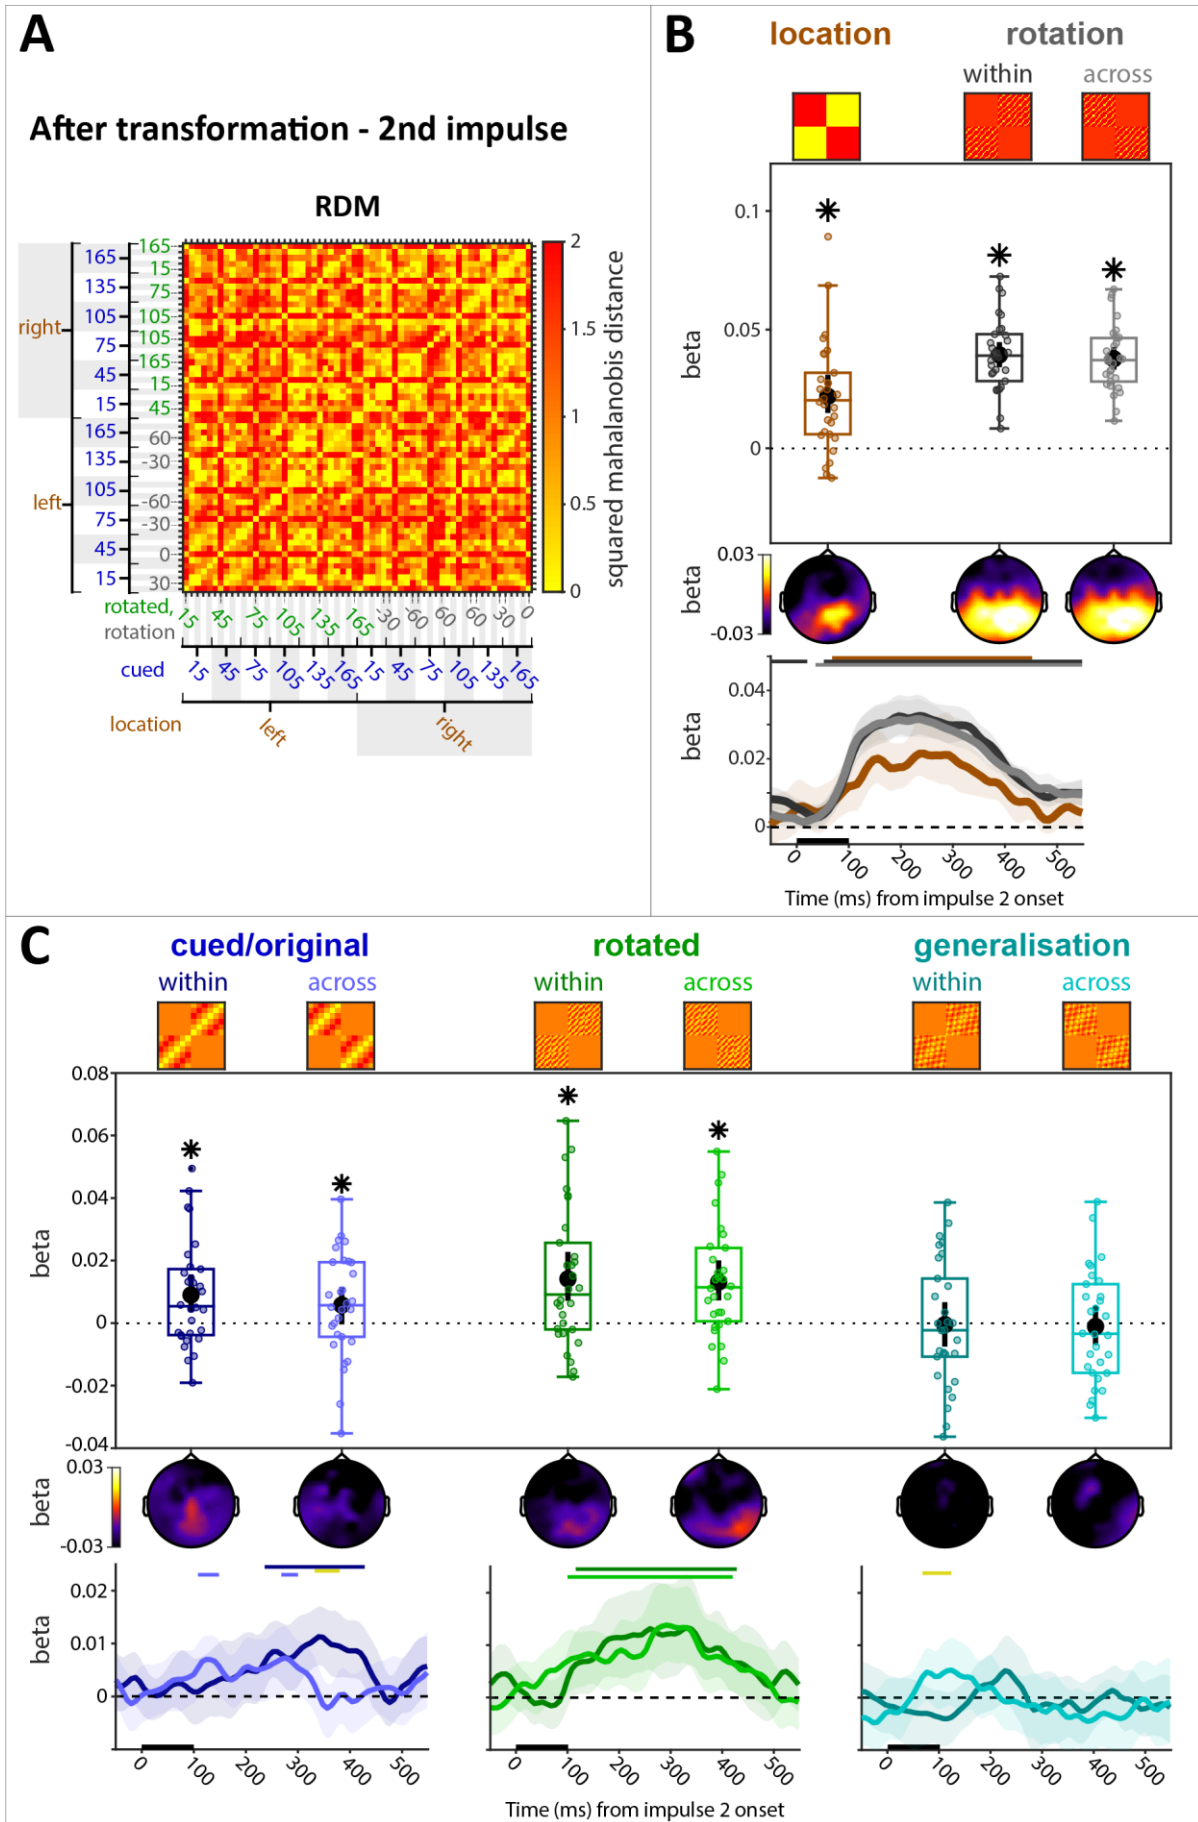 A
After transformation - 2nd impulse
RDM
right
left
165
135
105
75
45
15
165
135
105
75
45
15
165
15
75
105
105
165
15
45
60
-30
-60
-30
0
30
2
1.5
1
0.5
0
squared mahalanobis distance
rotated,
rotation
15
45
75
105
135
165
-30
-60
60
60
-30
0
cued
15
45
75
105
135
165
15
45
75
105
135
165
location
left
right
B
location
rotation
within
across
0.1
0.05
0
beta
0.03
-0.03
beta
0.04
0.02
0
beta
0
100
200
300
400
500
Time (ms) from impulse 2 onset
C
cued/original
rotated
generalisation
within
across
within
across
within
across
0.08
0.06
0.04
0.02
0
-0.02
-0.04
beta
0.03
-0.03
beta
0.02
0.01
0
beta
0
100
200
300
400
500
0
100
200
300
400
500
0
100
200
300
400
500
Time (ms) from impulse 2 onset